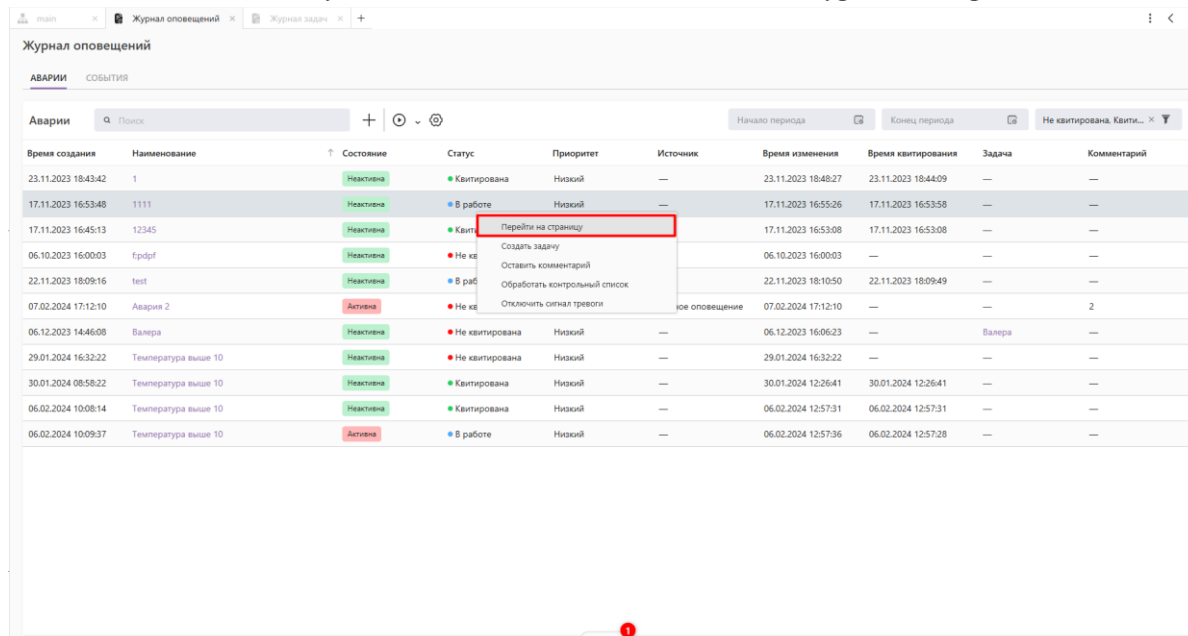 main × Журнал оповещений × Журнал задач × +
Журнал оповещений
АВАРИИ СОБЫТИЯ
Аварии Поиск Начало периода Конец периода Не квитирована, Квити... ×
Время создания Наименование ↑ Состояние Статус Приоритет Источник Время изменения Время квитирования Задача Комментарий
23.11.2023 18:43:42 1 Неактивна Квитирована Низкий — 23.11.2023 18:48:27 23.11.2023 18:44:09 — —
17.11.2023 16:53:48 1111 Неактивна В работе Низкий — 17.11.2023 16:55:26 17.11.2023 16:53:58 — —
17.11.2023 16:45:13 12345 Неактивна Квити 17.11.2023 16:53:08 17.11.2023 16:53:08 — —
Перейти на страницу
Создать задачу
Оставить комментарий
Обработать контрольный список
Отключить сигнал тревоги
06.10.2023 16:00:03 f;pdpf Неактивна Не кв 06.10.2023 16:00:03 — — —
22.11.2023 18:09:16 test Неактивна В раб 22.11.2023 18:10:50 22.11.2023 18:09:49 — —
07.02.2024 17:12:10 Авария 2 Активна Не кв ное оповещение 07.02.2024 17:12:10 — — 2
06.12.2023 14:46:08 Валера Неактивна Не квитирована Низкий — 06.12.2023 16:06:23 — Валера —
29.01.2024 16:32:22 Температура выше 10 Неактивна Не квитирована Низкий — 29.01.2024 16:32:22 — — —
30.01.2024 08:58:22 Температура выше 10 Неактивна Квитирована Низкий — 30.01.2024 12:26:41 30.01.2024 12:26:41 — —
06.02.2024 10:08:14 Температура выше 10 Неактивна Квитирована Низкий — 06.02.2024 12:57:31 06.02.2024 12:57:31 — —
06.02.2024 10:09:37 Температура выше 10 Активна В работе Низкий — 06.02.2024 12:57:36 06.02.2024 12:57:28 — —
1